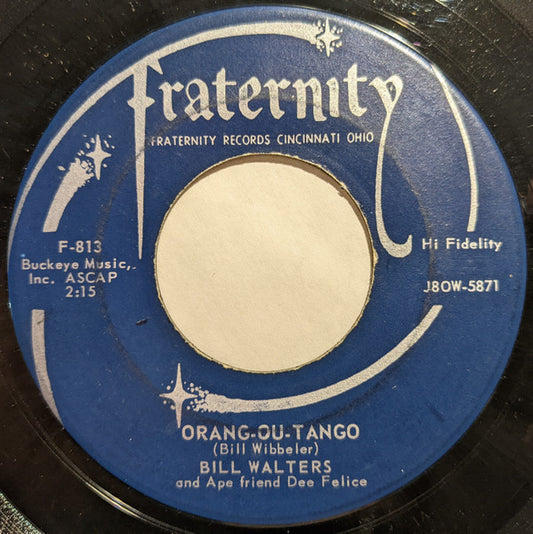 Fraternity
FRATERNITY RECORDS CINCINNATI OHIO
F-813
Buckeye Music,
Inc. ASCAP
2:15
Hi Fidelity
J8OW-5871
ORANG-OU-TANGO
(Bill Wibbeler)
BILL WALTERS
and Ape friend Dee Felice